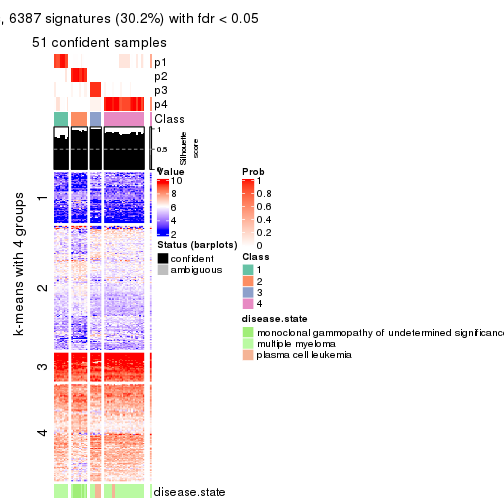 , 6387 signatures (30.2%) with fdr < 0.05
51 confident samples
p1
p2
p3
p4
Class
1
0.5
0
Silhouette
score
k-means with 4 groups
1
2
3
4
disease.state
Value
10
8
6
4
2
Status (barplots)
confident
ambiguous
Prob
1
0.8
0.6
0.4
0.2
0
Class
1
2
3
4
disease.state
monoclonal gammopathy of undetermined significance
multiple myeloma
plasma cell leukemia